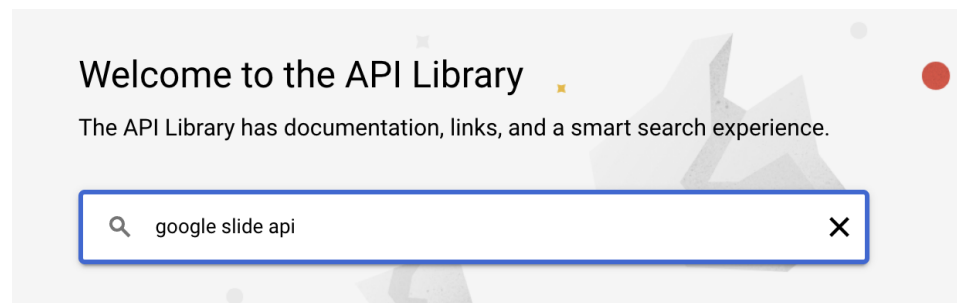 Welcome to the API Library
The API Library has documentation, links, and a smart search experience.
google slide api